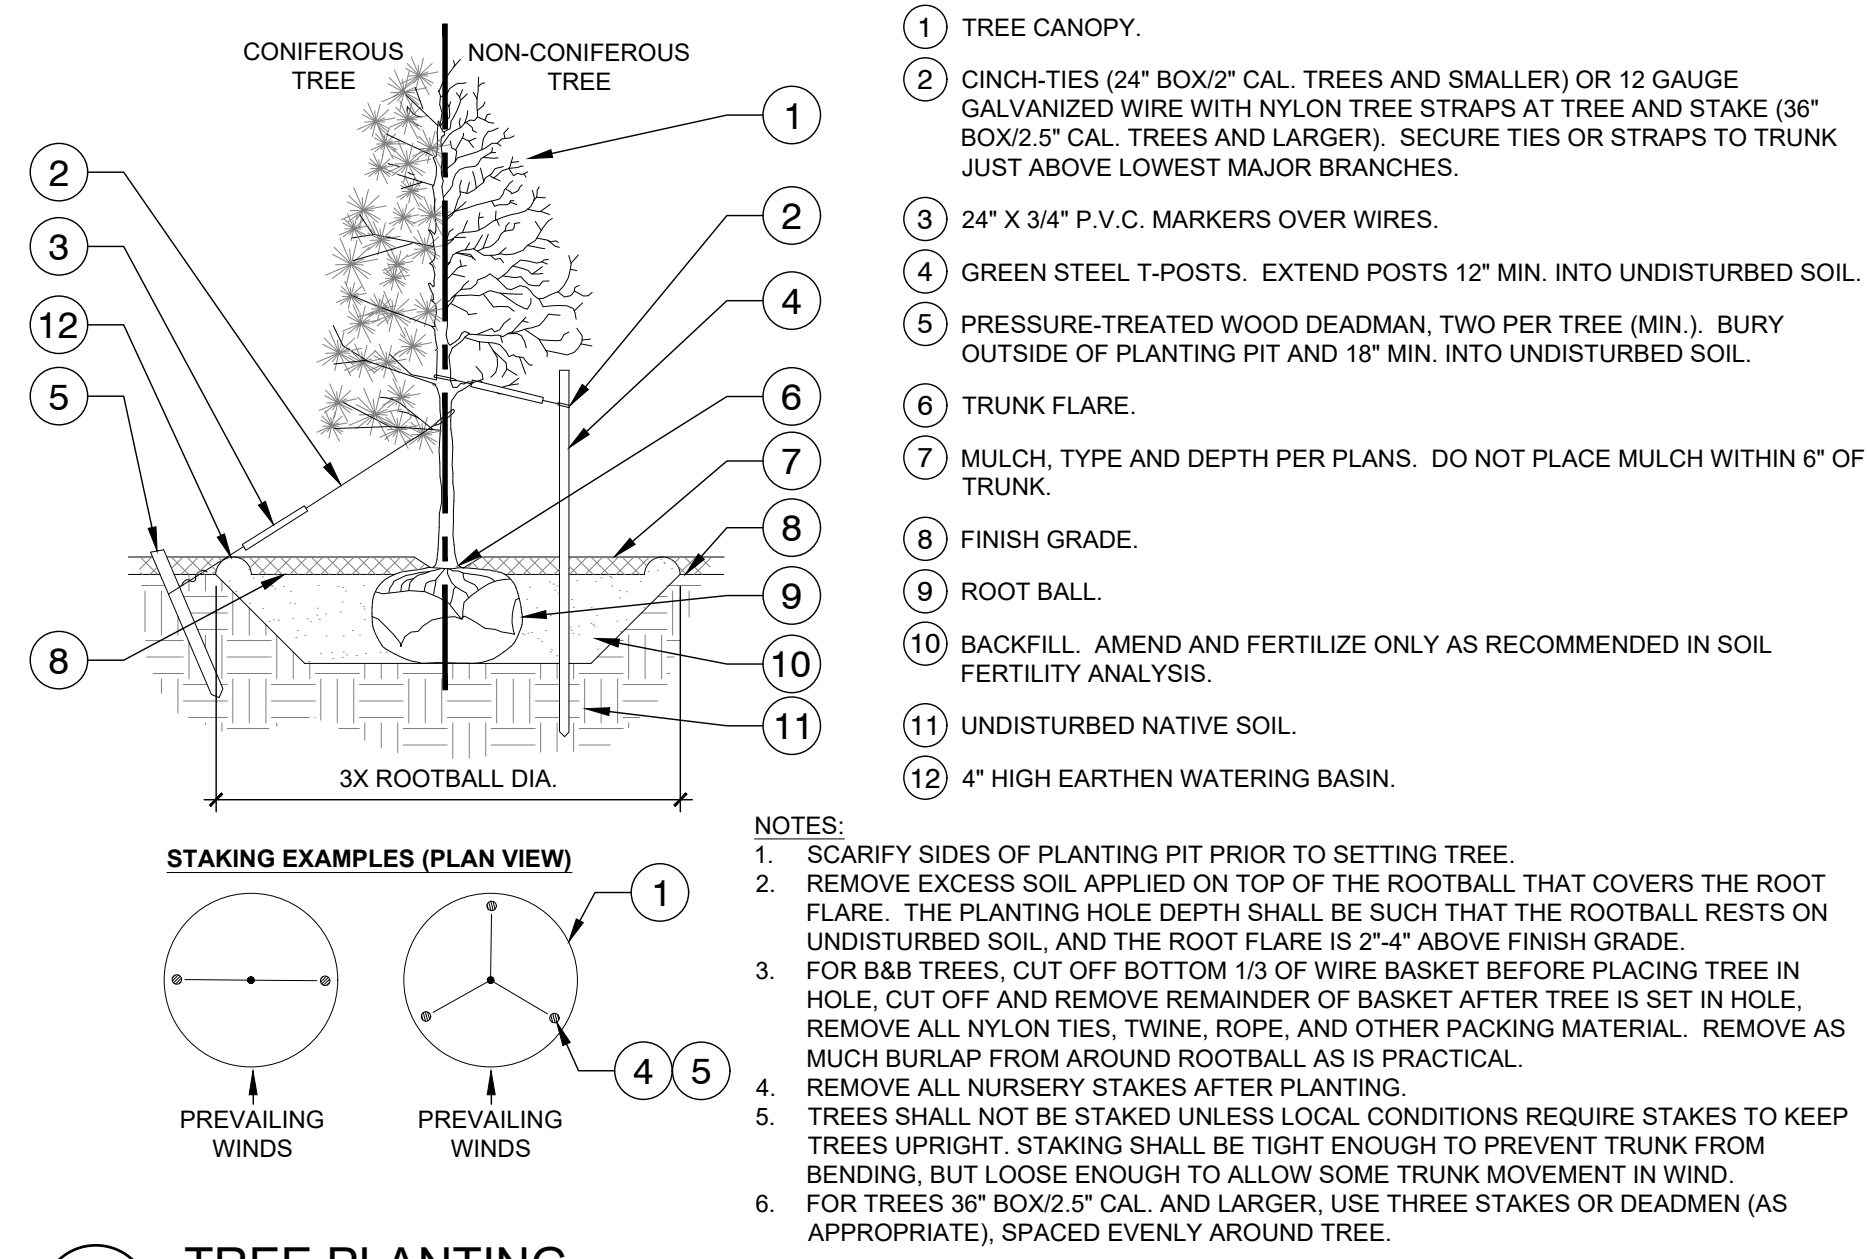 CONIFEROUS
TREE
NON-CONIFEROUS
TREE
1
2
2
3
4
12
5
6
7
8
9
8
10
11
3X ROOTBALL DIA.
STAKING EXAMPLES (PLAN VIEW)
1
4 5
PREVAILING
WINDS
PREVAILING
WINDS
1 TREE CANOPY.
2 CINCH-TIES (24" BOX/2" CAL. TREES AND SMALLER) OR 12 GAUGE
GALVANIZED WIRE WITH NYLON TREE STRAPS AT TREE AND STAKE (36"
BOX/2.5" CAL. TREES AND LARGER). SECURE TIES OR STRAPS TO TRUNK
JUST ABOVE LOWEST MAJOR BRANCHES.
3 24" X 3/4" P.V.C. MARKERS OVER WIRES.
4 GREEN STEEL T-POSTS. EXTEND POSTS 12" MIN. INTO UNDISTURBED SOIL.
5 PRESSURE-TREATED WOOD DEADMAN, TWO PER TREE (MIN.). BURY
OUTSIDE OF PLANTING PIT AND 18" MIN. INTO UNDISTURBED SOIL.
6 TRUNK FLARE.
7 MULCH, TYPE AND DEPTH PER PLANS. DO NOT PLACE MULCH WITHIN 6" OF
TRUNK.
8 FINISH GRADE.
9 ROOT BALL.
10 BACKFILL. AMEND AND FERTILIZE ONLY AS RECOMMENDED IN SOIL
FERTILITY ANALYSIS.
11 UNDISTURBED NATIVE SOIL.
12 4" HIGH EARTHEN WATERING BASIN.
NOTES:
1. SCARIFY SIDES OF PLANTING PIT PRIOR TO SETTING TREE.
2. REMOVE EXCESS SOIL APPLIED ON TOP OF THE ROOTBALL THAT COVERS THE ROOT
FLARE. THE PLANTING HOLE DEPTH SHALL BE SUCH THAT THE ROOTBALL RESTS ON
UNDISTURBED SOIL, AND THE ROOT FLARE IS 2"-4" ABOVE FINISH GRADE.
3. FOR B&B TREES, CUT OFF BOTTOM 1/3 OF WIRE BASKET BEFORE PLACING TREE IN
HOLE, CUT OFF AND REMOVE REMAINDER OF BASKET AFTER TREE IS SET IN HOLE,
REMOVE ALL NYLON TIES, TWINE, ROPE, AND OTHER PACKING MATERIAL. REMOVE AS
MUCH BURLAP FROM AROUND ROOTBALL AS IS PRACTICAL.
4. REMOVE ALL NURSERY STAKES AFTER PLANTING.
5. TREES SHALL NOT BE STAKED UNLESS LOCAL CONDITIONS REQUIRE STAKES TO KEEP
TREES UPRIGHT. STAKING SHALL BE TIGHT ENOUGH TO PREVENT TRUNK FROM
BENDING, BUT LOOSE ENOUGH TO ALLOW SOME TRUNK MOVEMENT IN WIND.
6. FOR TREES 36" BOX/2.5" CAL. AND LARGER, USE THREE STAKES OR DEADMEN (AS
APPROPRIATE), SPACED EVENLY AROUND TREE.
TREE PLANTING